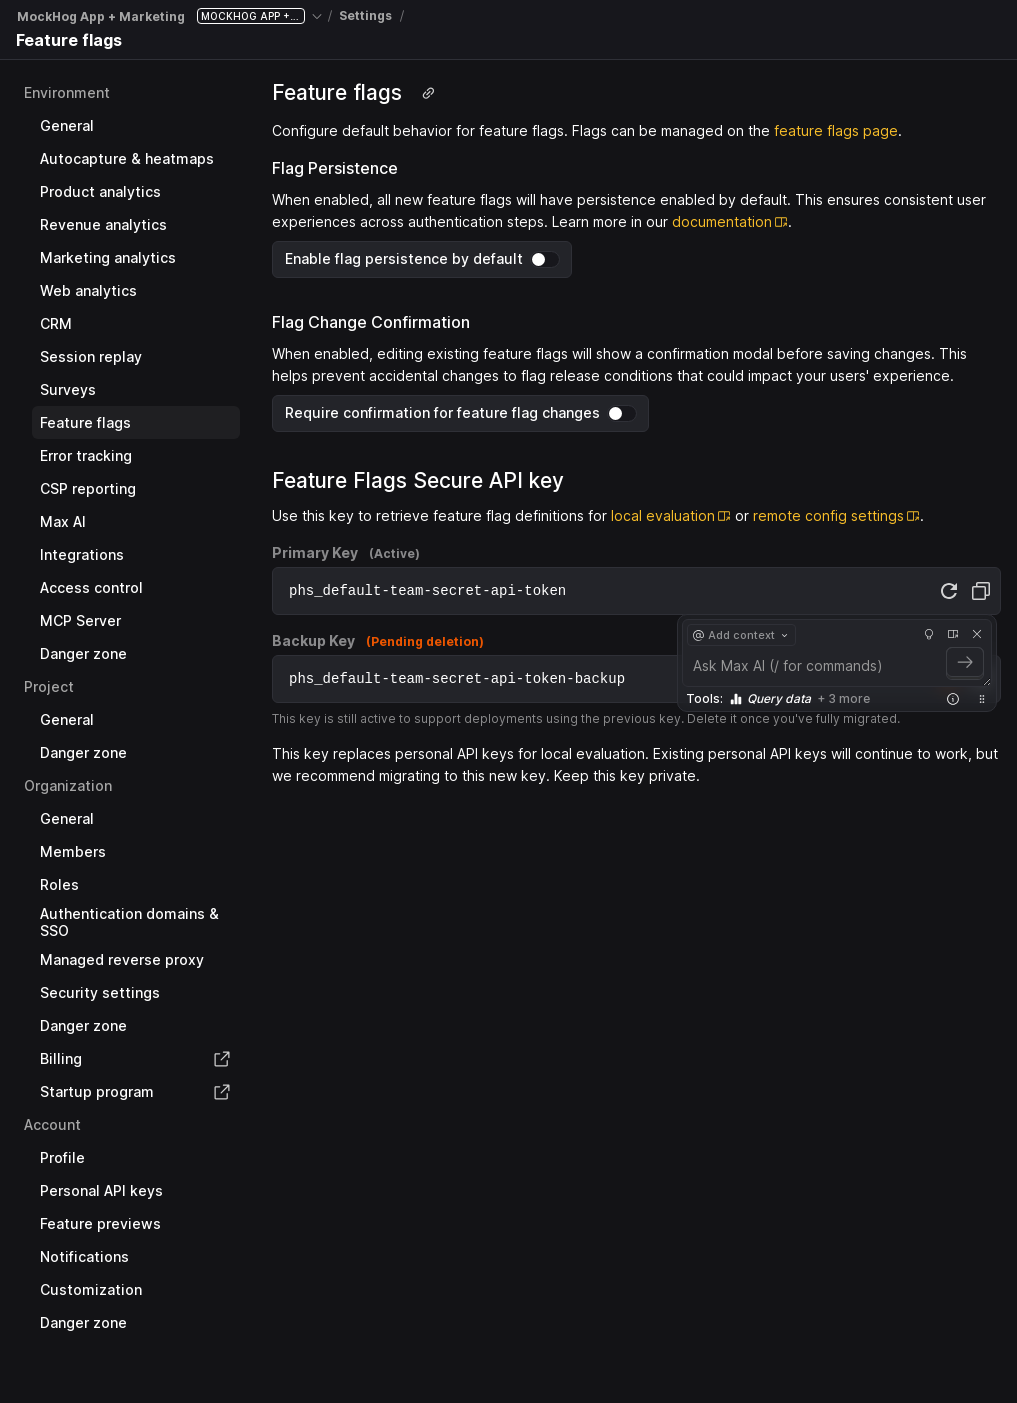 MockHog App + Marketing MOCKHOG APP +... / Settings /
Feature flags
Environment
General
Autocapture & heatmaps
Product analytics
Revenue analytics
Marketing analytics
Web analytics
CRM
Session replay
Surveys
Feature flags
Error tracking
CSP reporting
Max AI
Integrations
Access control
MCP Server
Danger zone
Project
General
Danger zone
Organization
General
Members
Roles
Authentication domains &
SSO
Managed reverse proxy
Security settings
Danger zone
Billing
Startup program
Account
Profile
Personal API keys
Feature previews
Notifications
Customization
Danger zone
Feature flags
Configure default behavior for feature flags. Flags can be managed on the feature flags page.
Flag Persistence
When enabled, all new feature flags will have persistence enabled by default. This ensures consistent user
experiences across authentication steps. Learn more in our documentation.
Enable flag persistence by default
Flag Change Confirmation
When enabled, editing existing feature flags will show a confirmation modal before saving changes. This
helps prevent accidental changes to flag release conditions that could impact your users' experience.
Require confirmation for feature flag changes
Feature Flags Secure API key
Use this key to retrieve feature flag definitions for local evaluation or remote config settings.
Primary Key (Active)
phs_default-team-secret-api-token
Backup Key (Pending deletion)
phs_default-team-secret-api-token-backup
@ Add context
Ask Max AI (/ for commands)
Tools: Query data + 3 more
This key is still active to support deployments using the previous key. Delete it once you've fully migrated.
This key replaces personal API keys for local evaluation. Existing personal API keys will continue to work, but
we recommend migrating to this new key. Keep this key private.